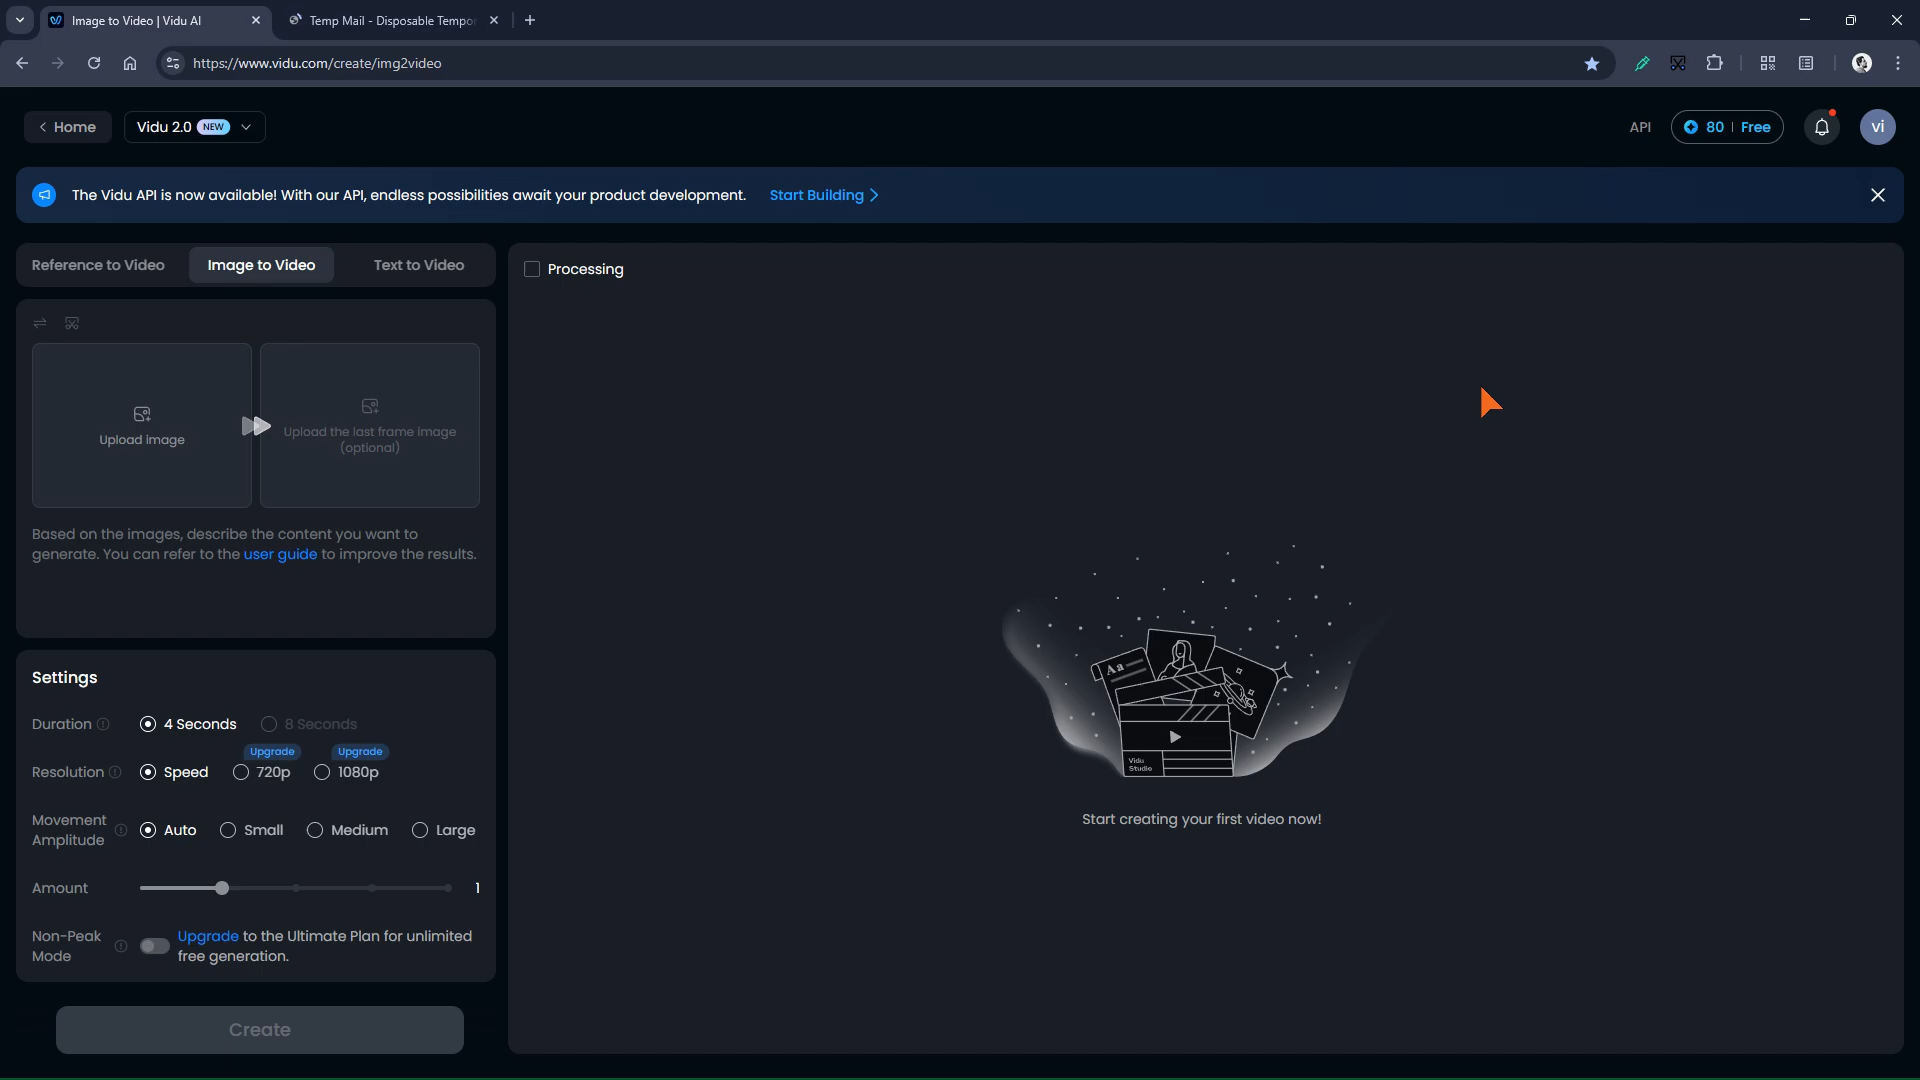 Image to Video | Vidu AI
Temp Mail - Disposable Tempo
https://www.vidu.com/create/img2video
Home
Vidu 2.0 NEW
API
80 | Free
vi
The Vidu API is now available! With our API, endless possibilities await your product development. Start Building
Reference to Video
Image to Video
Text to Video
Processing
Upload image
Upload the last frame image
(optional)
Based on the images, describe the content you want to
generate. You can refer to the user guide to improve the results.
Settings
Duration
4 Seconds
8 Seconds
Upgrade
Upgrade
Resolution
Speed
720p
1080p
Movement
Amplitude
Auto
Small
Medium
Large
Amount
1
Non-Peak
Mode
Upgrade to the Ultimate Plan for unlimited
free generation.
Create
Aa
Vidu
Studio
Start creating your first video now!